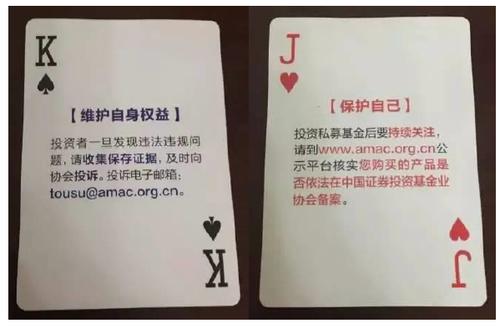 K
【维护自身权益】
投资者一旦发现违法违规问
题，请收集保存证据，及时向
协会投诉。投诉电子邮箱：
tousu@amac.org.cn。
K
J
【保护自己】
投资私募基金后要持续关注，
请到www.amac.org.cn公
示平台核实您购买的产品是
否依法在中国证券投资基金业
协会备案。
J